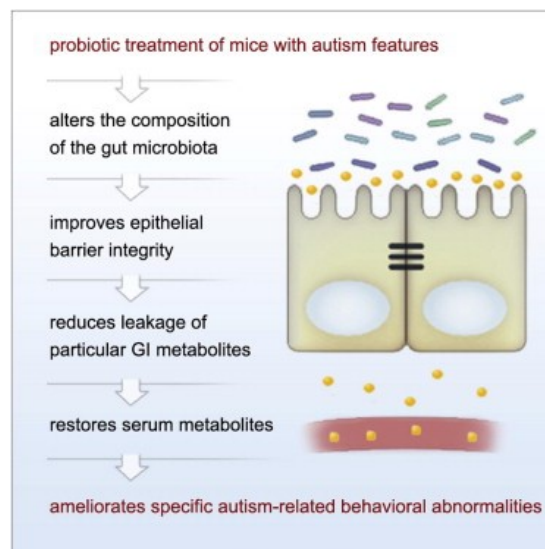 probiotic treatment of mice with autism features
alters the composition
of the gut microbiota
improves epithelial
barrier integrity
reduces leakage of
particular GI metabolites
restores serum metabolites
ameliorates specific autism-related behavioral abnormalities